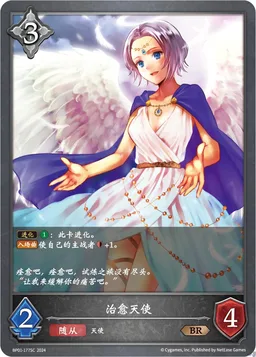 3
进化 1：此卡进化。
入场曲 使自己的主战者 +1。
痊愈吧，痊愈吧，试炼之根没有尽头。
“让我来缓解你的痛苦吧。”
治愈天使
2
随从 天使
BR
4
BP01-177SC 2024
© Cygames, Inc. Published by NetEase Games